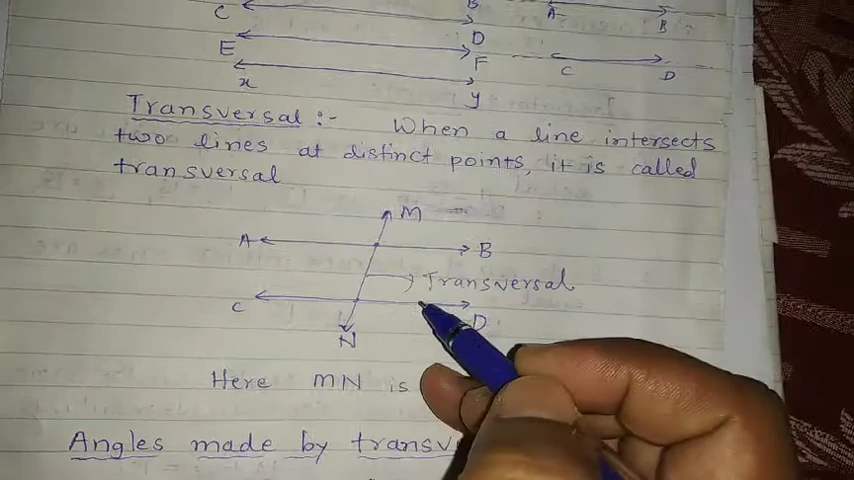 C B A B
E D
F C D
x y
Transversal :- When a line intersects
two lines at distinct points, it is called
transversal
M
A B
Transversal
C D
N
Here MN is
Angles made by transv